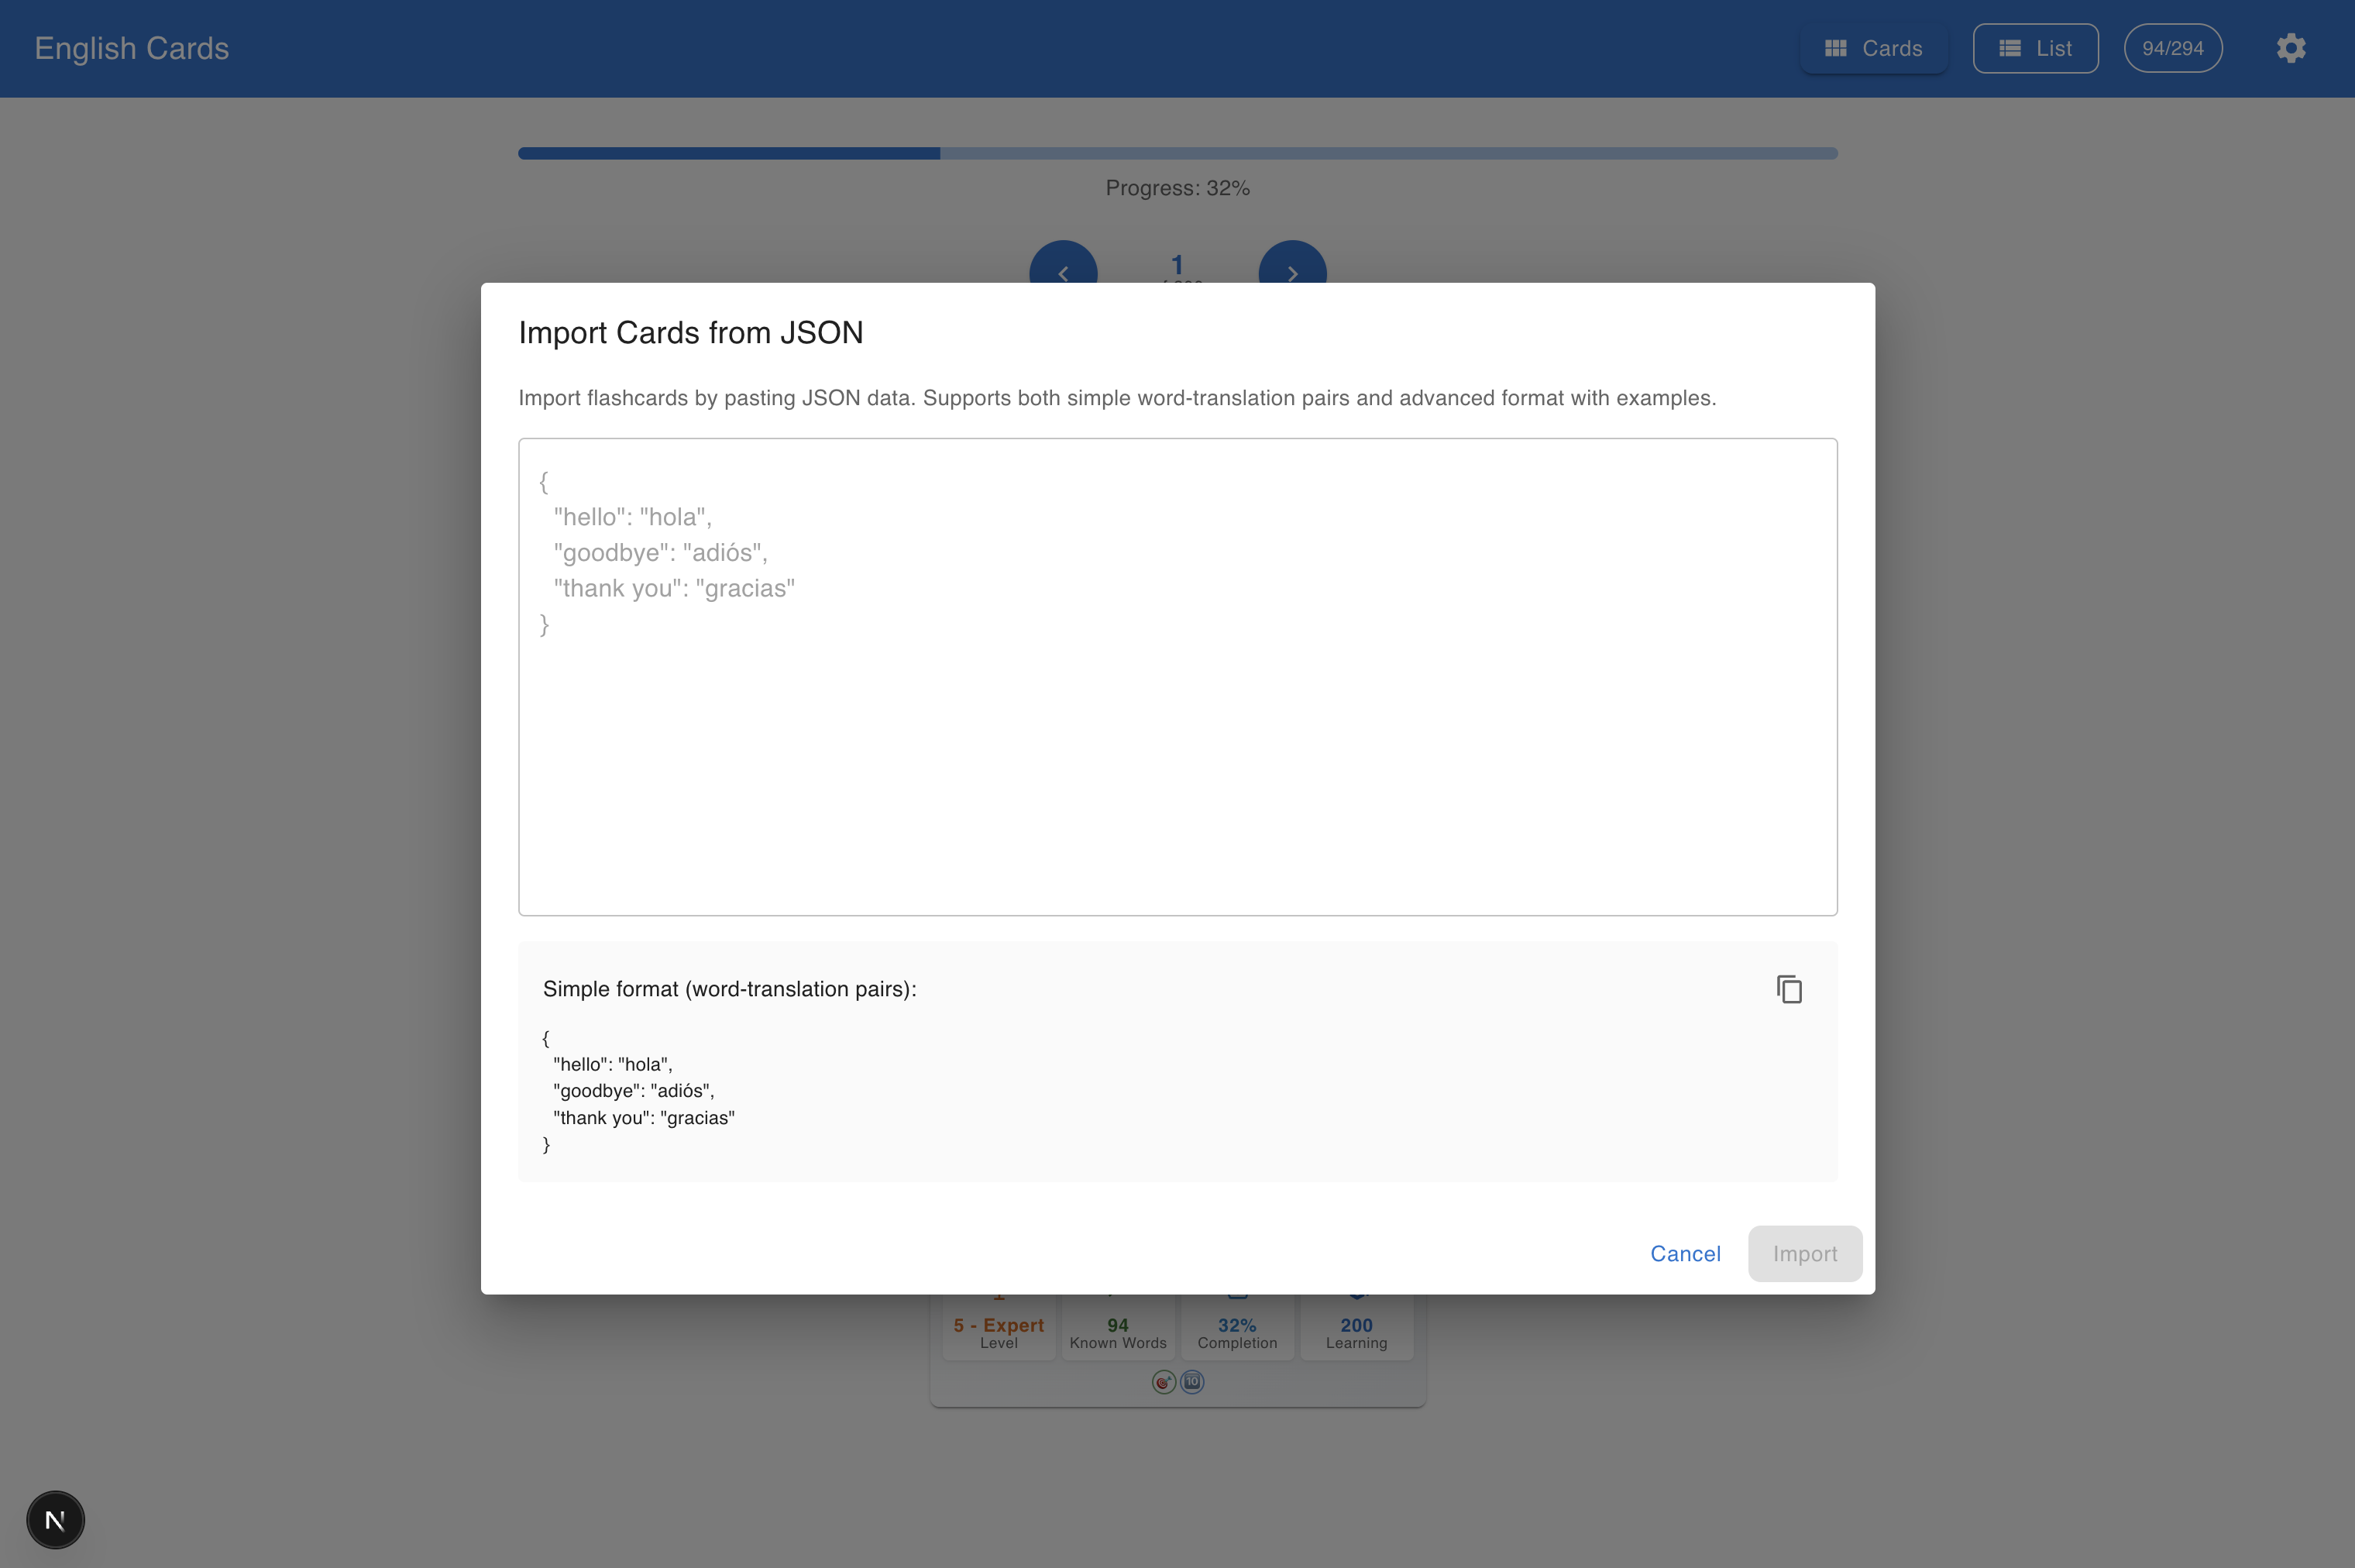 English Cards
Cards
List
94/294
Progress: 32%
1
Import Cards from JSON
Import flashcards by pasting JSON data. Supports both simple word-translation pairs and advanced format with examples.
{
"hello": "hola",
"goodbye": "adiós",
"thank you": "gracias"
}
Simple format (word-translation pairs):
{
"hello": "hola",
"goodbye": "adiós",
"thank you": "gracias"
}
Cancel
Import
5 - Expert
Level
94
Known Words
32%
Completion
200
Learning
10
N